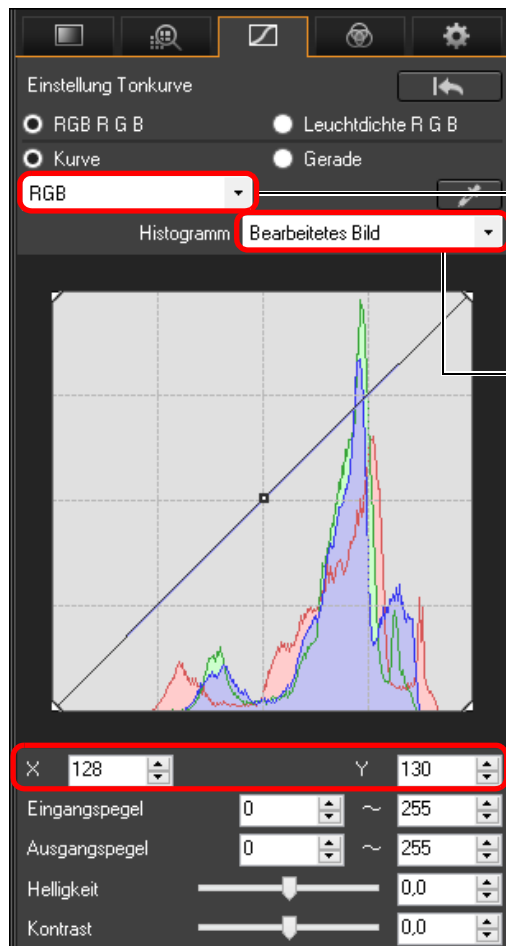 Einstellung Tonkurve
RGB R G B Leuchtdichte R G B
Kurve Gerade
RGB
Histogramm Bearbeitetes Bild
X 128 Y 130
Eingangspegel 0 ~ 255
Ausgangspegel 0 ~ 255
Helligkeit 0,0
Kontrast 0,0